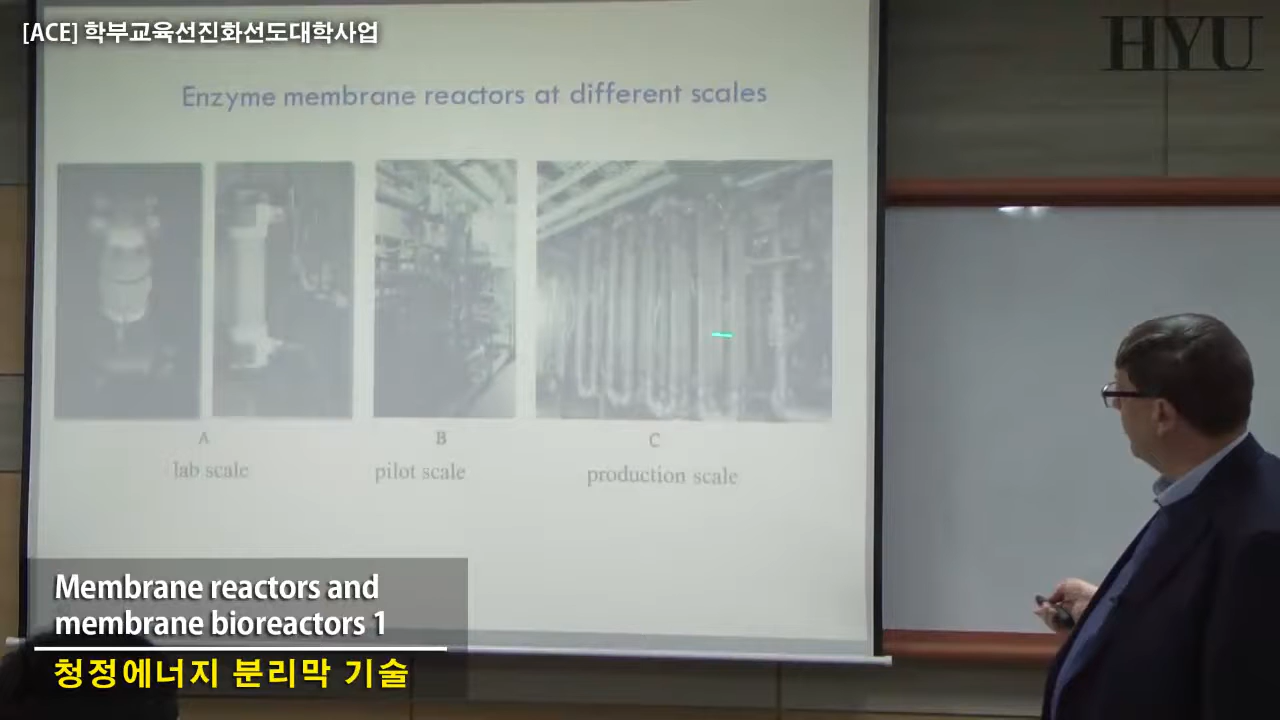 [ACE] 학부교육선진화선도대학사업
HYU
Enzyme membrane reactors at different scales
A
B
C
lab scale
pilot scale
production scale
Membrane reactors and
membrane bioreactors 1
청정에너지 분리막 기술